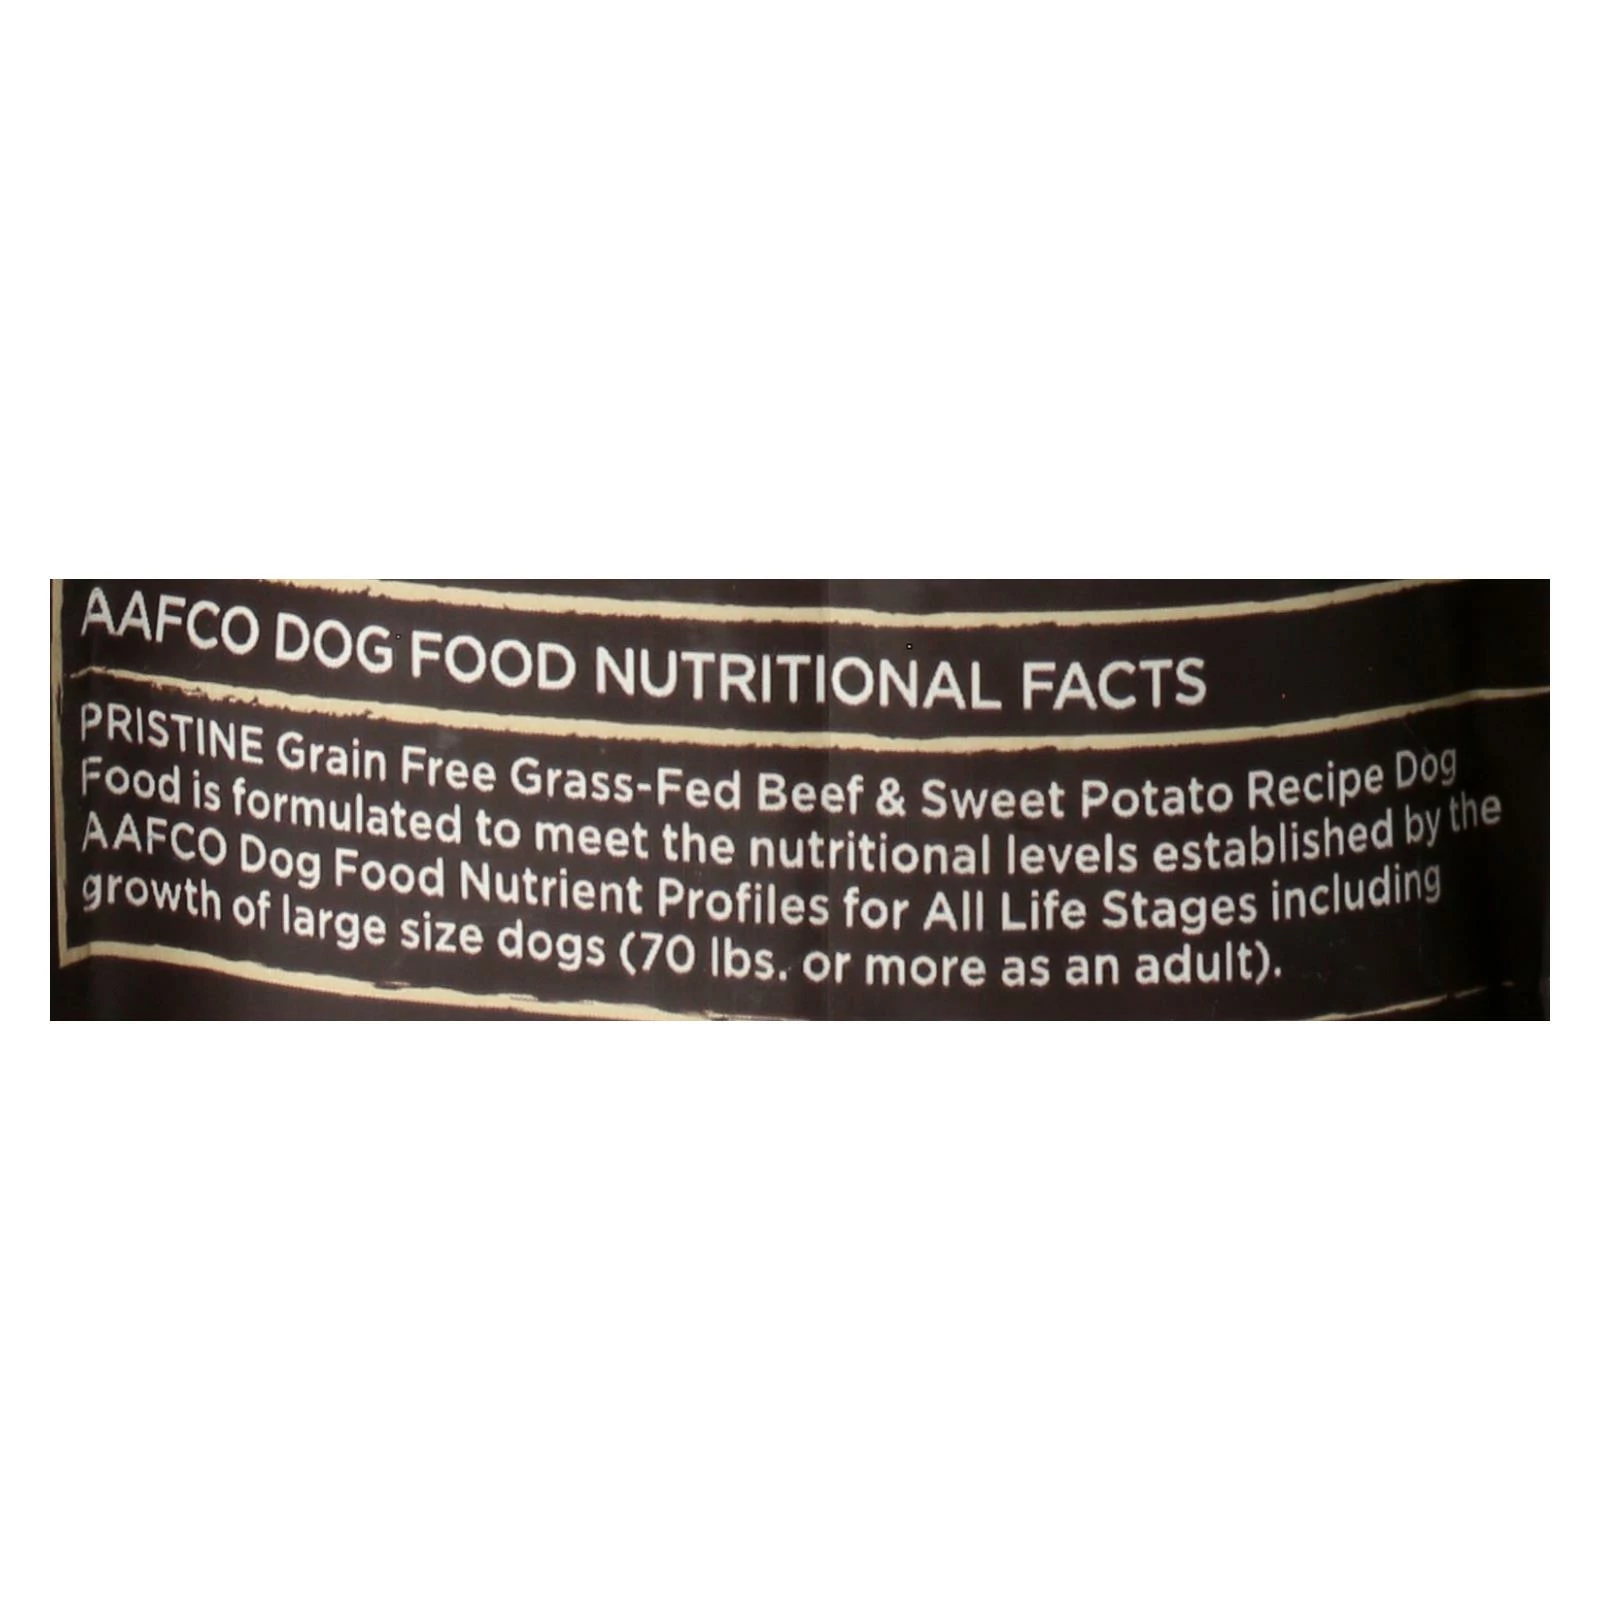 AAFCO DOG FOOD NUTRITIONAL FACTS
PRISTINE Grain Free Grass-Fed Beef & Sweet Potato Recipe Dog
Food is formulated to meet the nutritional levels established by the
AAFCO Dog Food Nutrient Profiles for All Life Stages including
growth of large size dogs (70 lbs. or more as an adult).